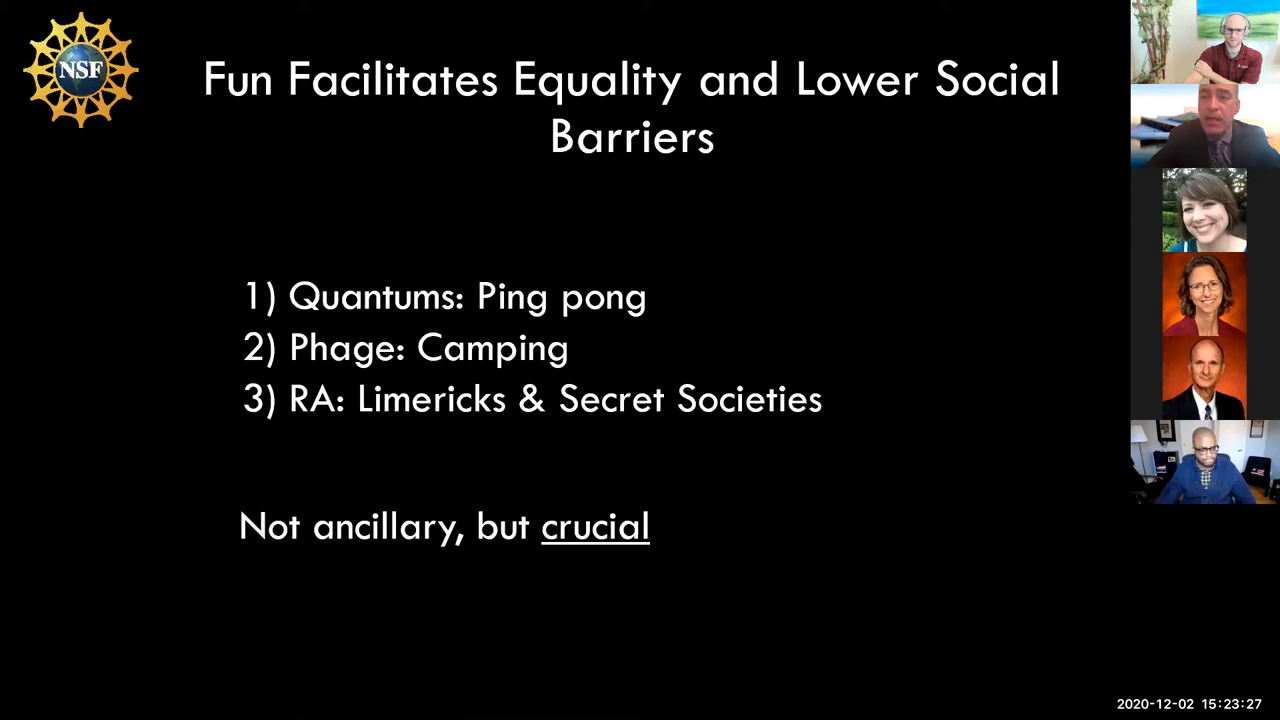 NSF
Fun Facilitates Equality and Lower Social
Barriers
1) Quantums: Ping pong
2) Phage: Camping
3) RA: Limericks & Secret Societies
Not ancillary, but crucial
2020-12-02 15:23:27